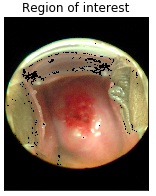 Region of interest